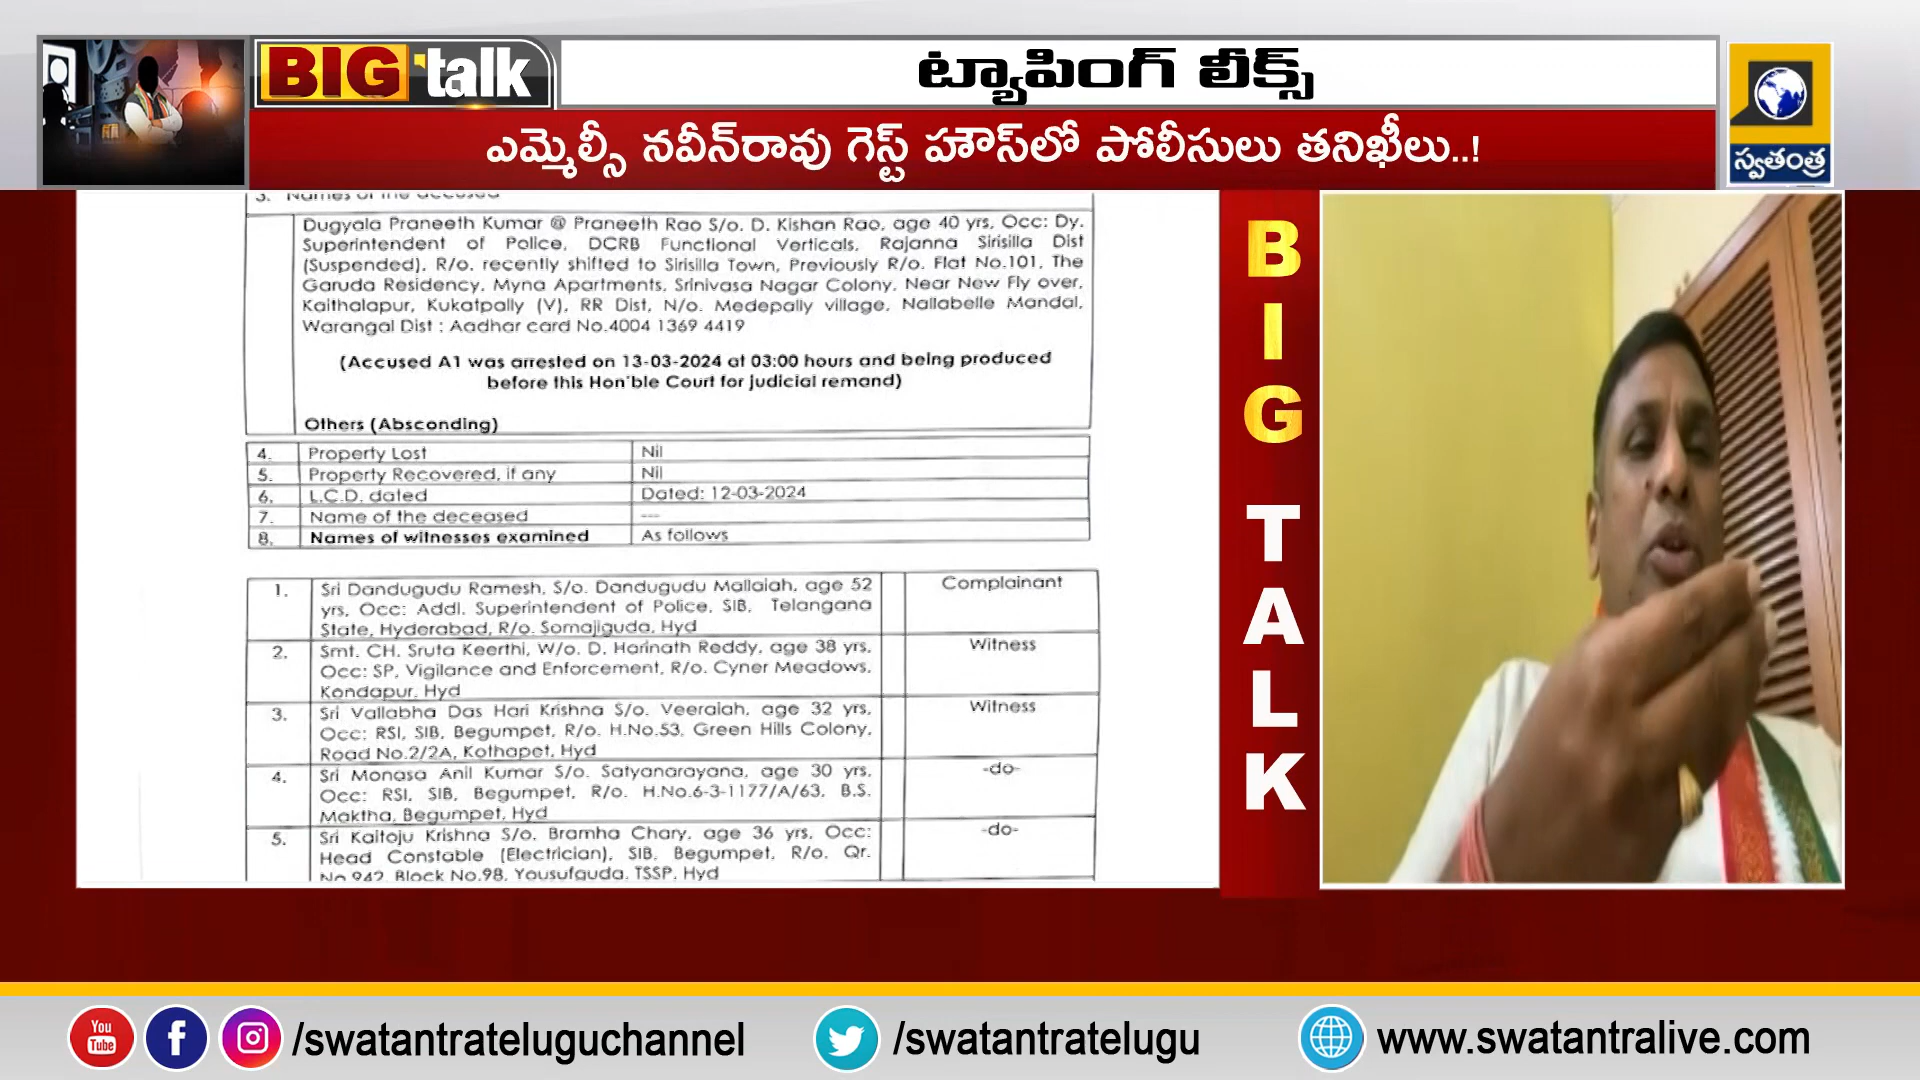 BIG talk
ట్యాపింగ్ లీక్స్
ఎమ్మెల్సీ నవీన్‌రావు గెస్ట్ హౌస్‌లో పోలీసులు తనిఖీలు..!
స్వతంత్ర
3. Names of the accused
Dugyala Praneeth Kumar @ Praneeth Rao S/o. D. Kishan Rao, age 40 yrs, Occ: Dy.
Superintendent of Police, DCRB Functional Verticals, Rajanna Sirisilla Dist
(Suspended), R/o. recently shifted to Sirisilla Town, Previously R/o. Flat No.101, The
Garuda Residency, Myna Apartments, Srinivasa Nagar Colony, Near New Fly over,
Kaithalapur, Kukatpally (V), RR Dist, N/o. Medepally village, Nallabelle Mandal,
Warangal Dist : Aadhar card No.4004 1369 4419
(Accused A1 was arrested on 13-03-2024 at 03:00 hours and being produced
before this Hon'ble Court for judicial remand)
Others (Absconding)
4. Property Lost Nil
5. Property Recovered, if any Nil
6. L.C.D. dated Dated: 12-03-2024
7. Name of the deceased ---
8. Names of witnesses examined As follows
1. Sri Dandugudu Ramesh, S/o. Dandugudu Mallaiah, age 52 Complainant
yrs, Occ: Addl. Superintendent of Police, SIB, Telangana
State, Hyderabad, R/o. Somajiguda, Hyd
2. Smt. CH. Sruta Keerthi, W/o. D. Harinath Reddy, age 38 yrs, Witness
Occ: SP, Vigilance and Enforcement, R/o. Cyner Meadows,
Kondapur, Hyd
3. Sri Vallabha Das Hari Krishna S/o. Veeraiah, age 32 yrs, Witness
Occ: RSI, SIB, Begumpet, R/o. H.No.53, Green Hills Colony,
Road No.2/2A, Kothapet, Hyd
4. Sri Monasa Anil Kumar S/o. Satyanarayana, age 30 yrs, -do-
Occ: RSI, SIB, Begumpet, R/o. H.No.6-3-1177/A/63, B.S.
Maktha, Begumpet, Hyd
5. Sri Kaitoju Krishna S/o. Bramha Chary, age 36 yrs, Occ: -do-
Head Constable (Electrician), SIB, Begumpet, R/o. Qr.
No.942, Block No.98, Yousufguda, TSSP, Hyd
BIG TALK
You Tube
/swatantrateluguchannel
/swatantratelugu
www.swatantralive.com